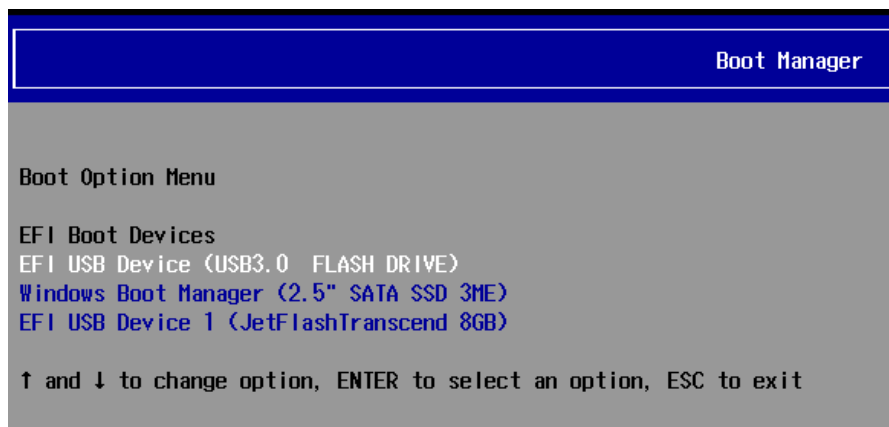 Boot Manager
Boot Option Menu
EFI Boot Devices
EFI USB Device (USB3.0  FLASH DRIVE)
Windows Boot Manager (2.5" SATA SSD 3ME)
EFI USB Device 1 (JetFlashTranscend 8GB)
↑ and ↓ to change option, ENTER to select an option, ESC to exit